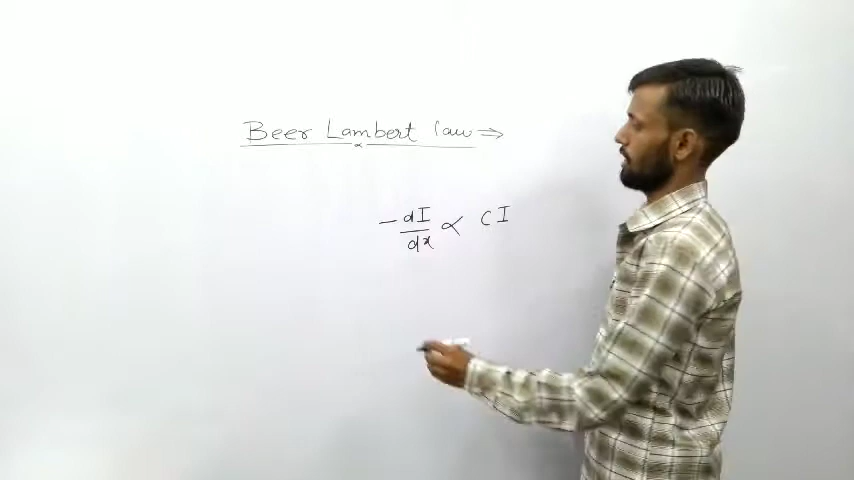 Beer Lambert law ⇒
- dI/dx ∝ CI